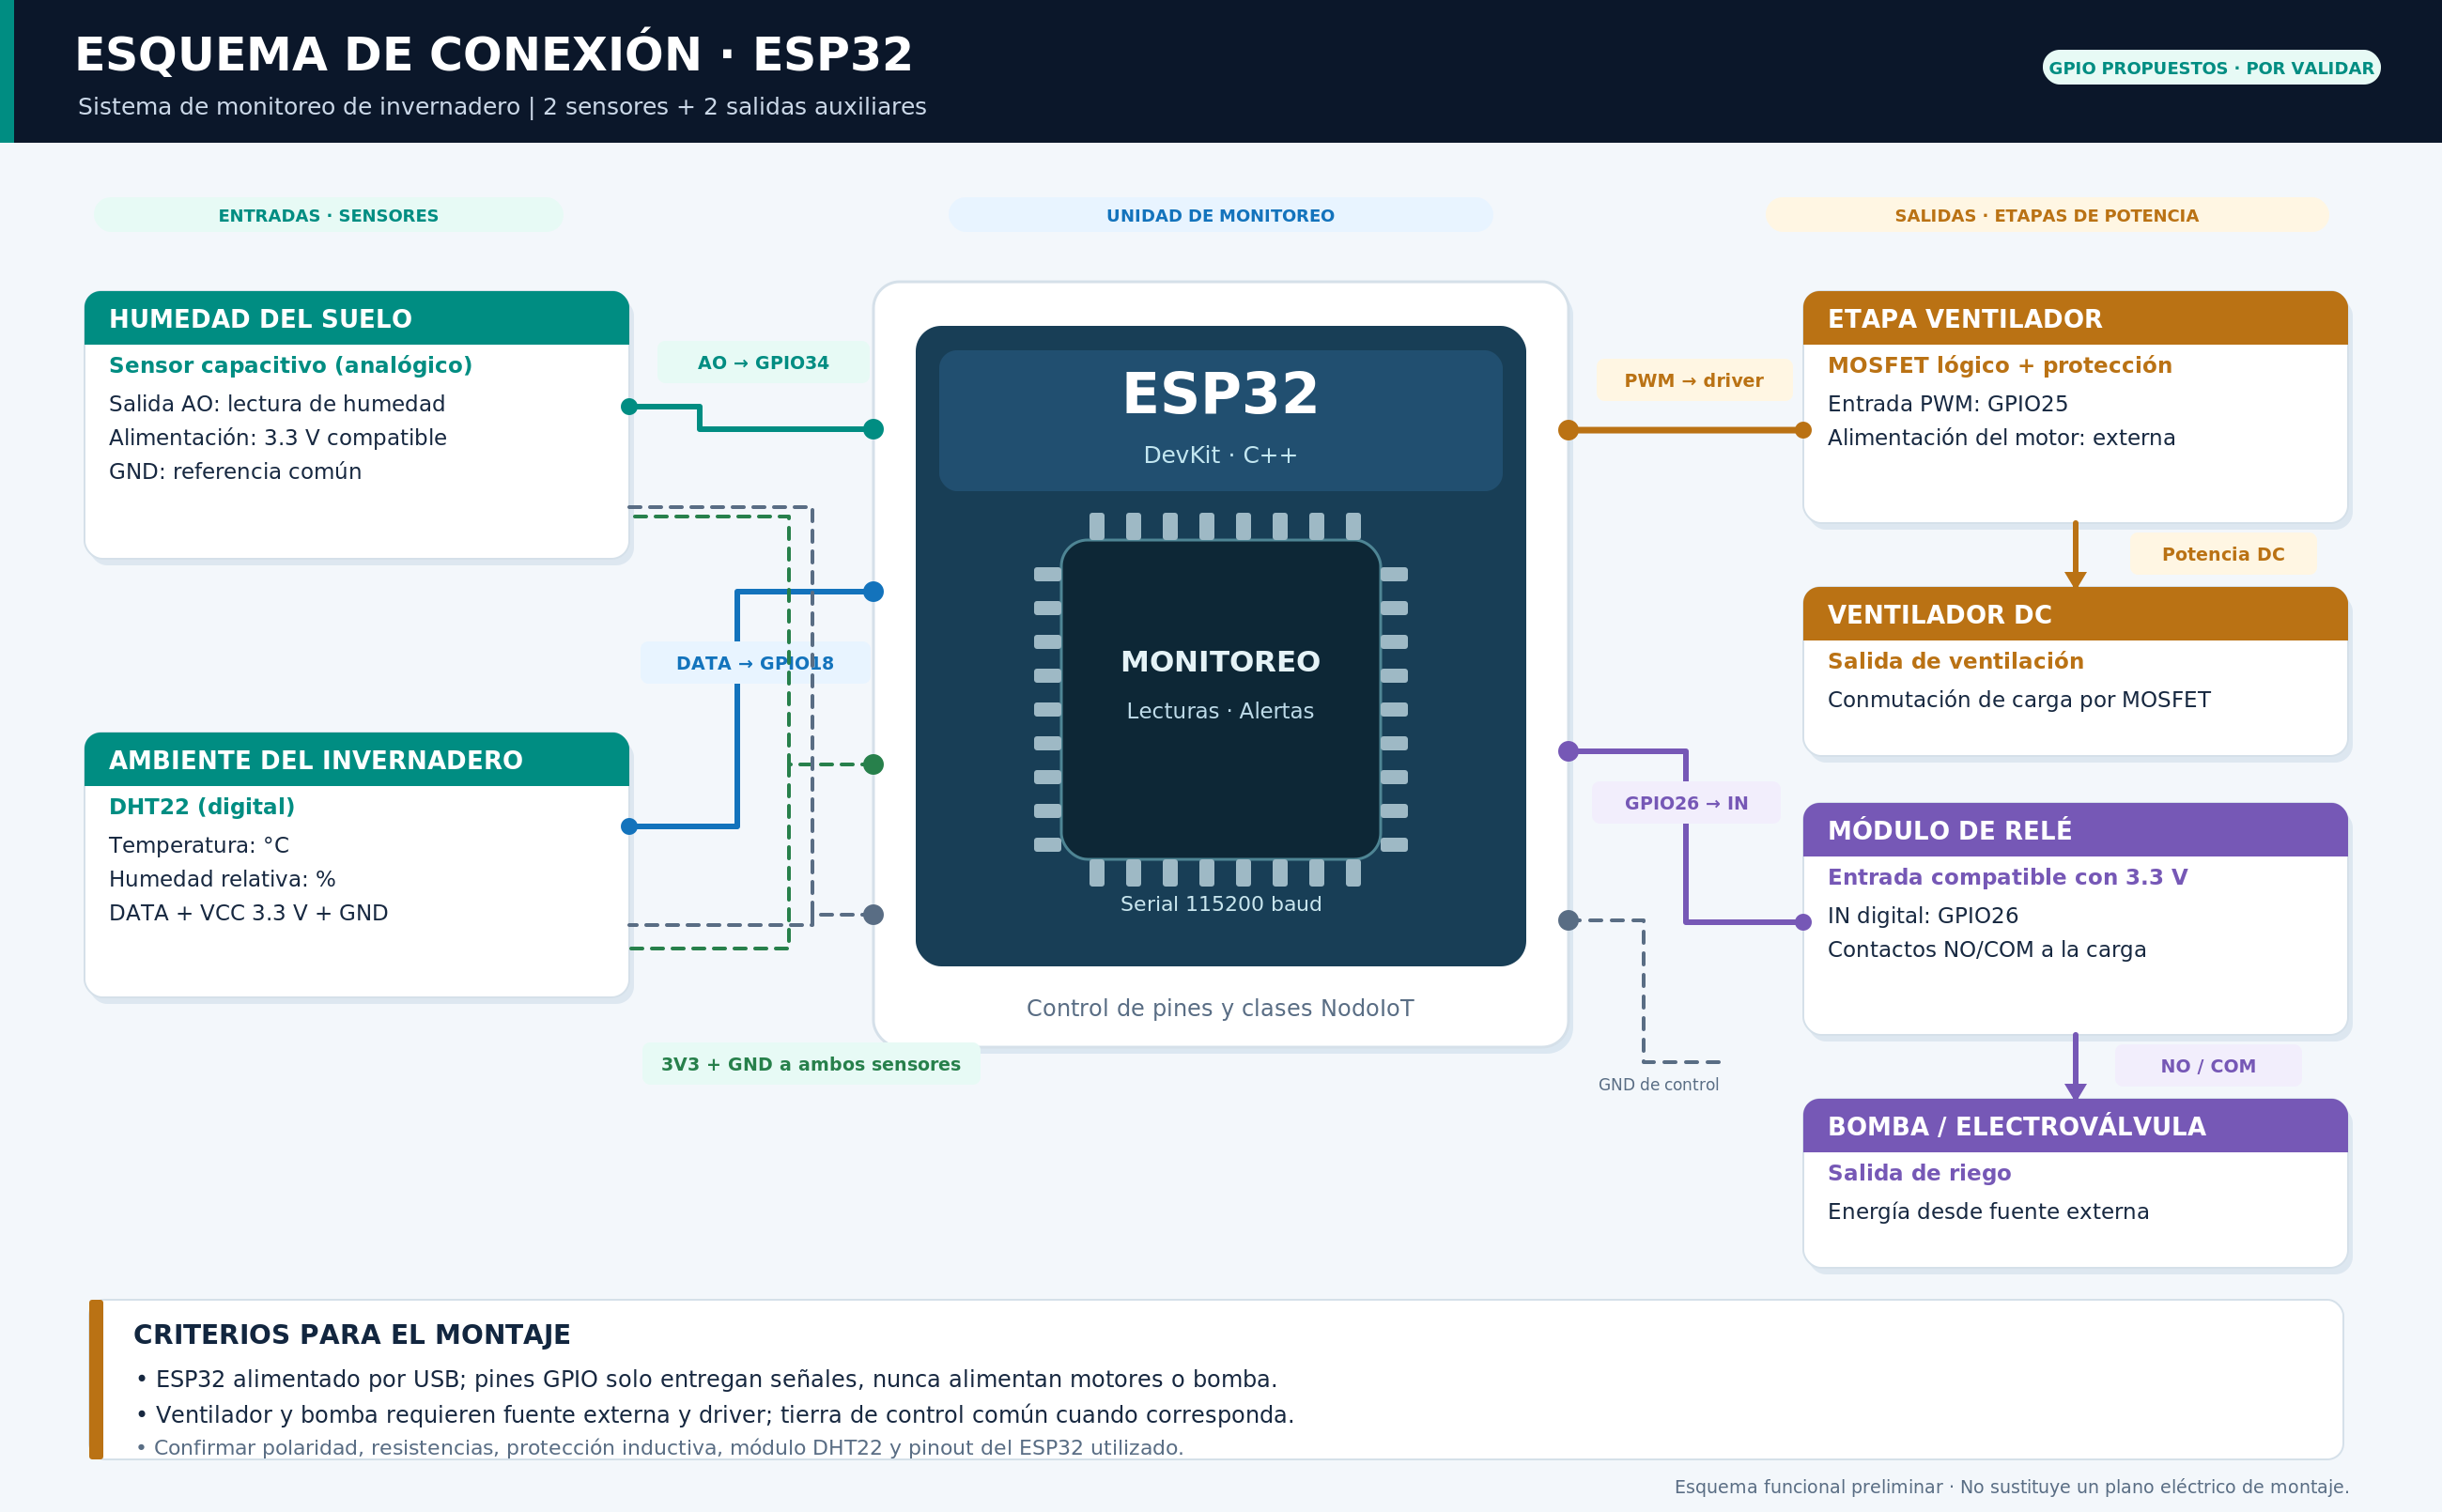 ESQUEMA DE CONEXIÓN · ESP32
Sistema de monitoreo de invernadero | 2 sensores + 2 salidas auxiliares
GPIO PROPUESTOS · POR VALIDAR
ENTRADAS · SENSORES
UNIDAD DE MONITOREO
SALIDAS · ETAPAS DE POTENCIA
HUMEDAD DEL SUELO
Sensor capacitivo (analógico)
Salida AO: lectura de humedad
Alimentación: 3.3 V compatible
GND: referencia común
AO → GPIO34
DATA → GPIO18
AMBIENTE DEL INVERNADERO
DHT22 (digital)
Temperatura: °C
Humedad relativa: %
DATA + VCC 3.3 V + GND
3V3 + GND a ambos sensores
ESP32
DevKit · C++
MONITOREO
Lecturas · Alertas
Serial 115200 baud
Control de pines y clases NodoIoT
PWM → driver
GPIO26 → IN
GND de control
ETAPA VENTILADOR
MOSFET lógico + protección
Entrada PWM: GPIO25
Alimentación del motor: externa
Potencia DC
VENTILADOR DC
Salida de ventilación
Conmutación de carga por MOSFET
MÓDULO DE RELÉ
Entrada compatible con 3.3 V
IN digital: GPIO26
Contactos NO/COM a la carga
NO / COM
BOMBA / ELECTROVÁLVULA
Salida de riego
Energía desde fuente externa
CRITERIOS PARA EL MONTAJE
• ESP32 alimentado por USB; pines GPIO solo entregan señales, nunca alimentan motores o bomba.
• Ventilador y bomba requieren fuente externa y driver; tierra de control común cuando corresponda.
• Confirmar polaridad, resistencias, protección inductiva, módulo DHT22 y pinout del ESP32 utilizado.
Esquema funcional preliminar · No sustituye un plano eléctrico de montaje.